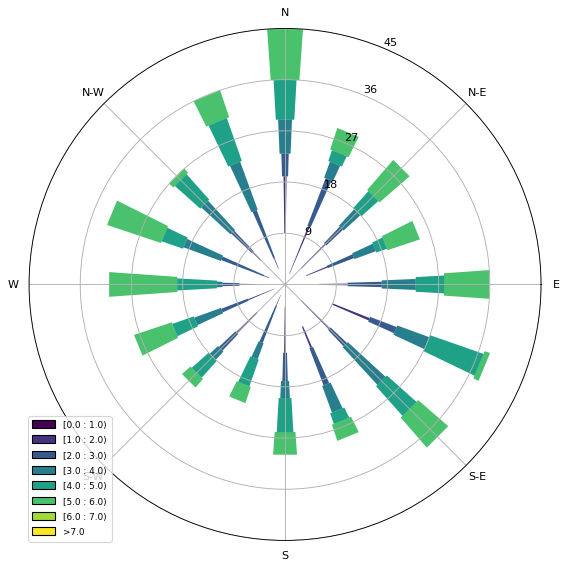 N
45
N-W
36
N-E
27
18
9
W
E
[0.0 : 1.0)
[1.0 : 2.0)
[2.0 : 3.0)
[3.0 : 4.0)
[4.0 : 5.0)
[5.0 : 6.0)
[6.0 : 7.0)
>7.0
S-W
S-E
S